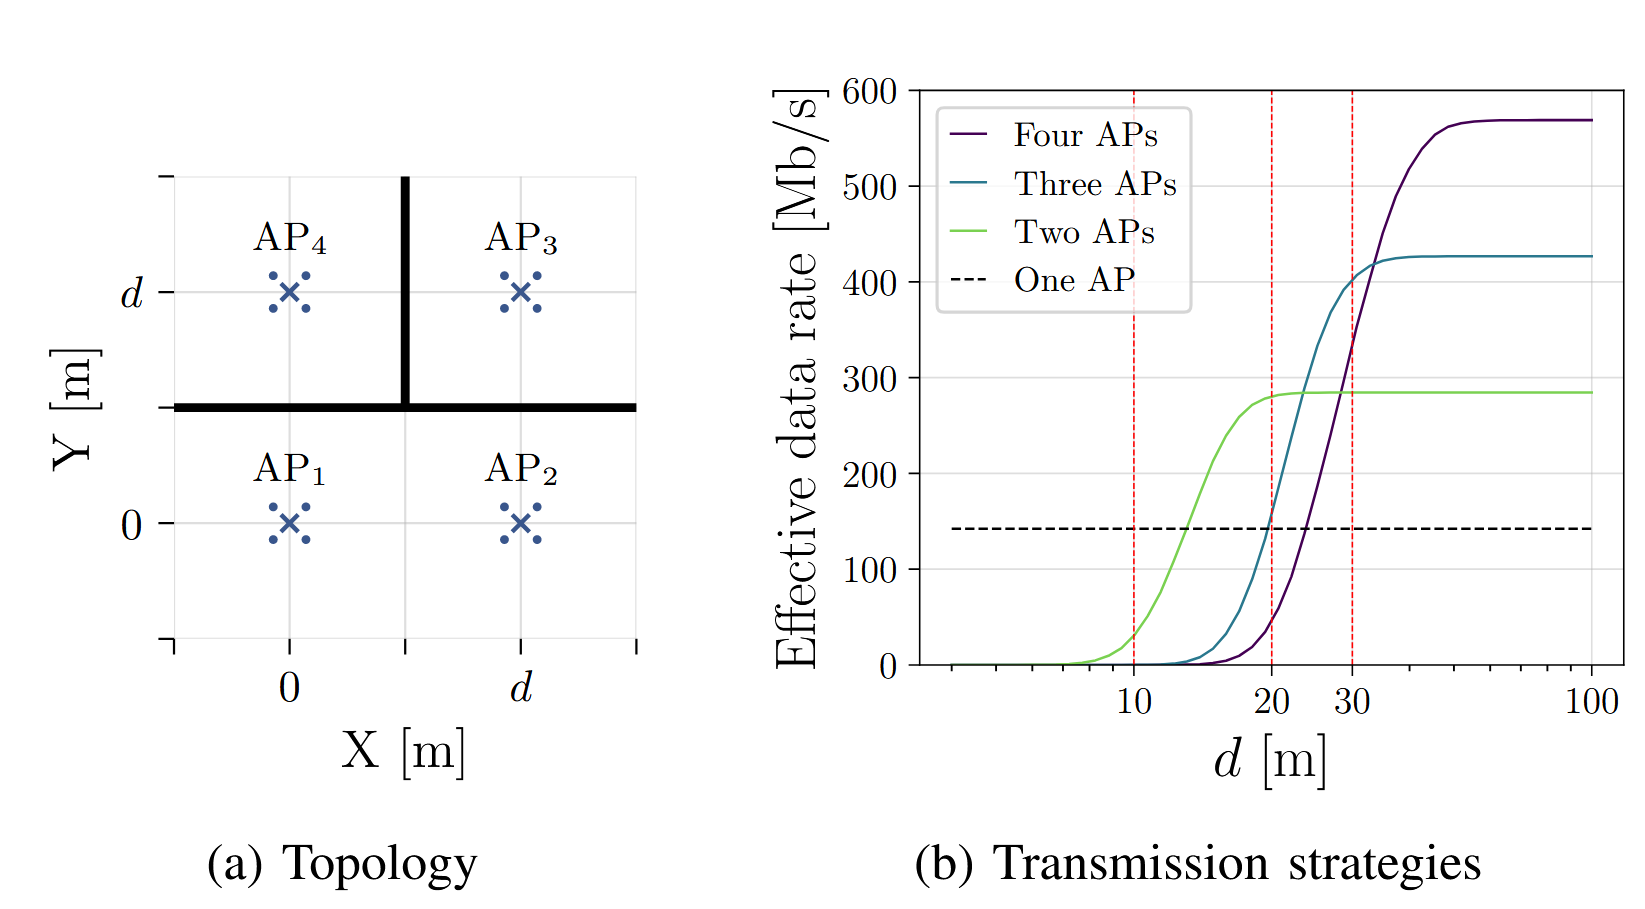 AP₄ AP₃
d
Y [m]
AP₁ AP₂
0
0 d
X [m]
(a) Topology
Effective data rate [Mb/s]
600
500
400
300
200
100
0
Four APs
Three APs
Two APs
One AP
10 20 30 100
d [m]
(b) Transmission strategies